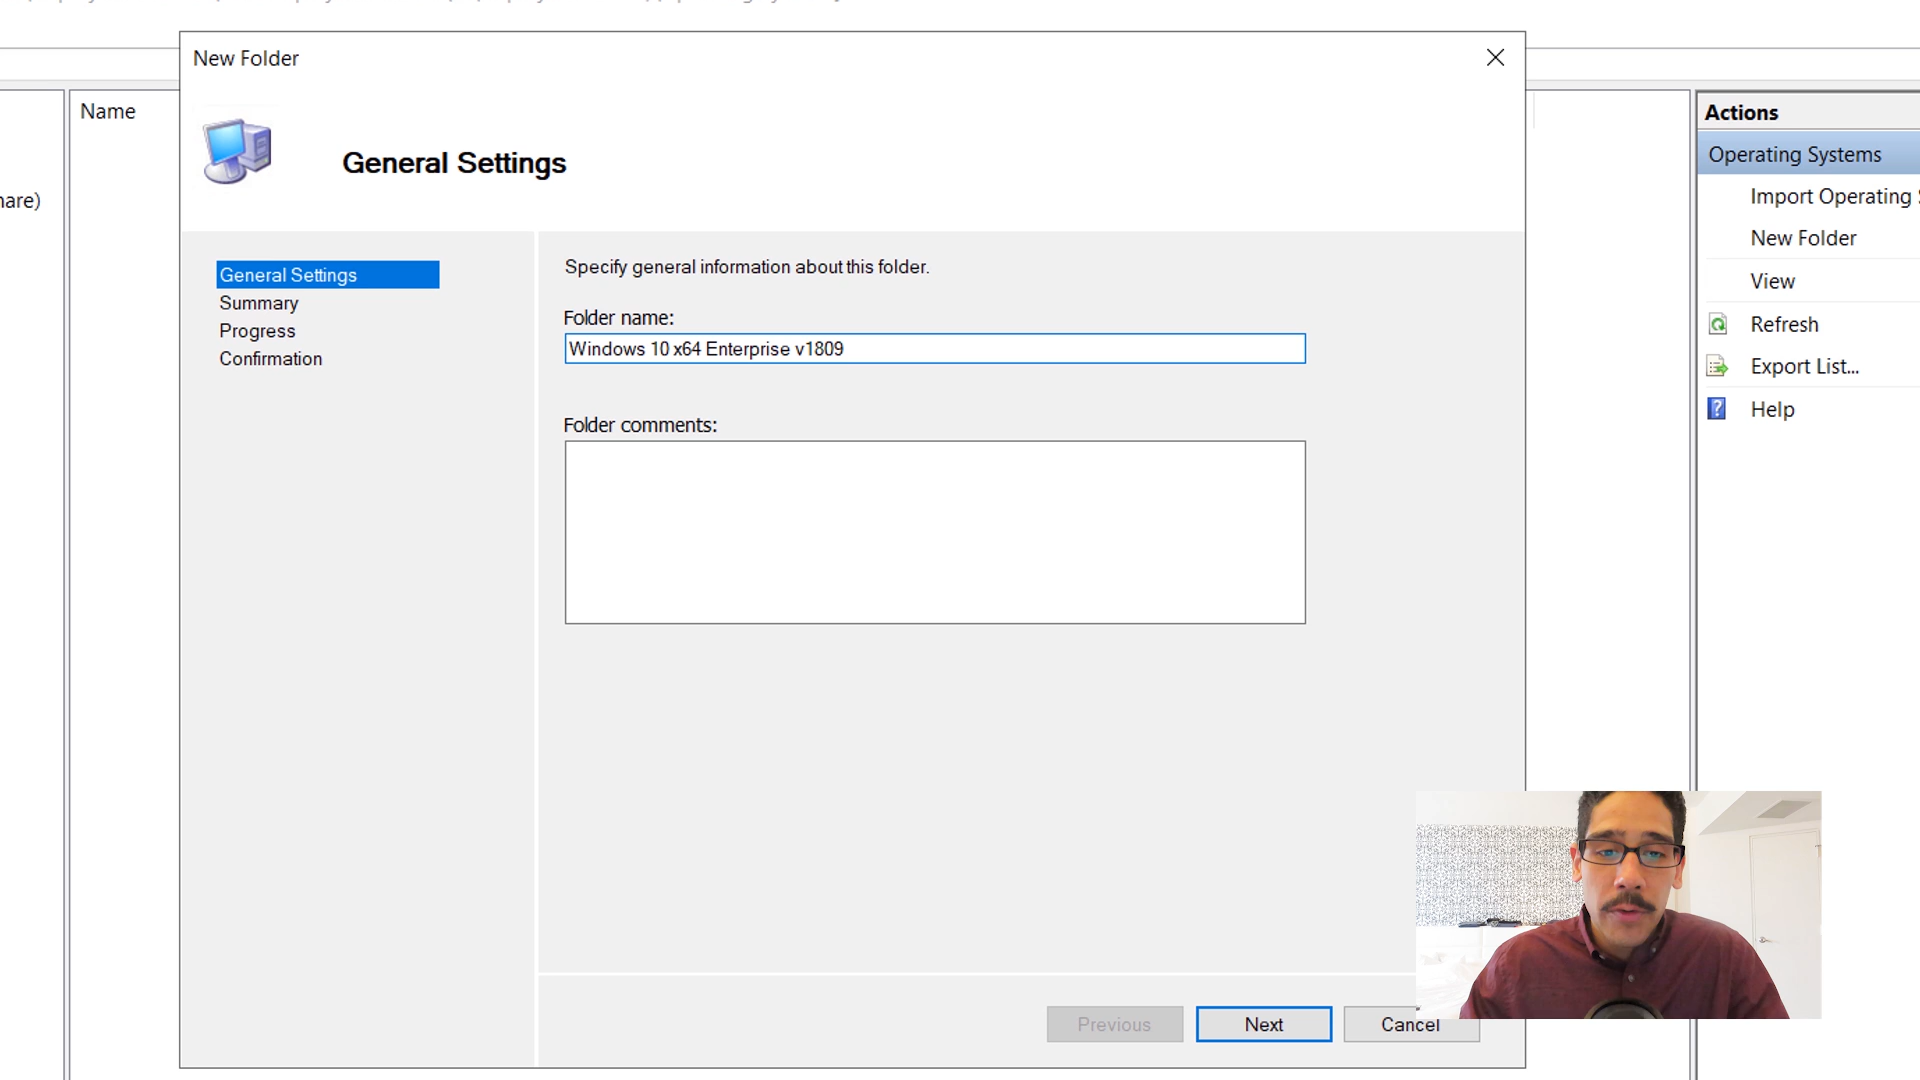 New Folder
Name
General Settings
hare)
General Settings
Summary
Progress
Confirmation
Specify general information about this folder.
Folder name:
Windows 10 x64 Enterprise v1809
Folder comments:
Previous
Next
Cancel
Actions
Operating Systems
Import Operating S
New Folder
View
Refresh
Export List...
Help